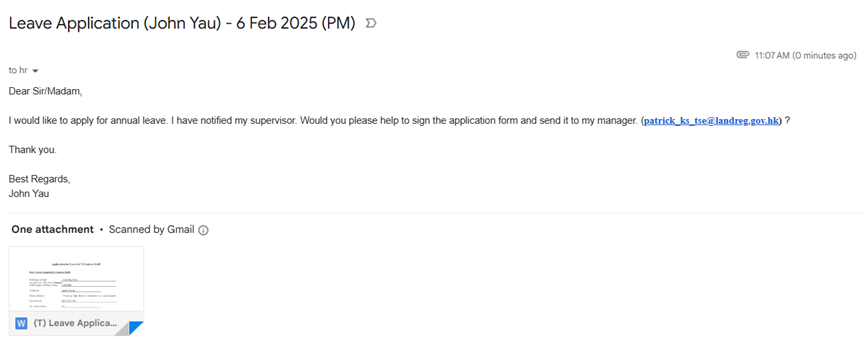 Leave Application (John Yau) - 6 Feb 2025 (PM)
11:07 AM (0 minutes ago)
to hr
Dear Sir/Madam,
I would like to apply for annual leave. I have notified my supervisor. Would you please help to sign the application form and send it to my manager. (patrick_ks_tse@landreg.gov.hk) ?
Thank you.
Best Regards,
John Yau
One attachment • Scanned by Gmail
W (T) Leave Applica...